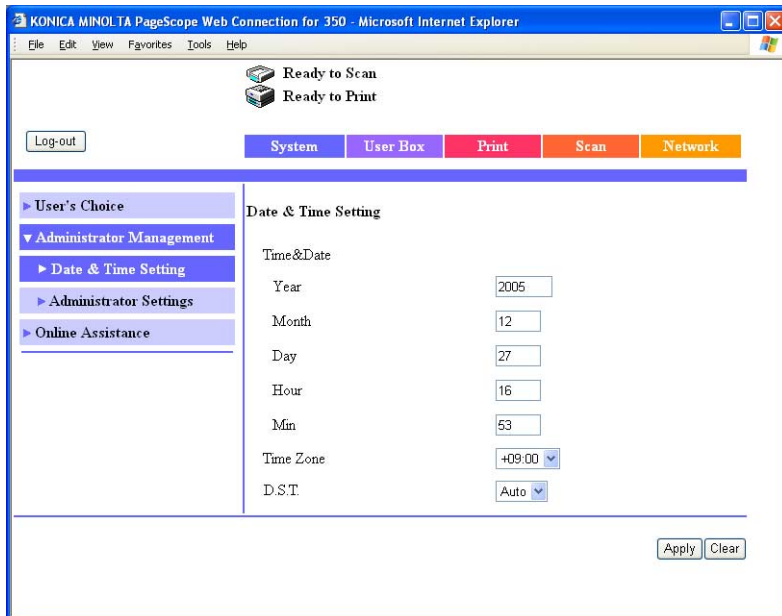 KONICA MINOLTA PageScope Web Connection for 350 - Microsoft Internet Explorer
File Edit View Favorites Tools Help
Ready to Scan
Ready to Print
Log-out
System User Box Print Scan Network
User's Choice
Administrator Management
Date & Time Setting
Administrator Settings
Online Assistance
Date & Time Setting
Time&Date
Year 2005
Month 12
Day 27
Hour 16
Min 53
Time Zone +09:00
D.S.T. Auto
Apply Clear